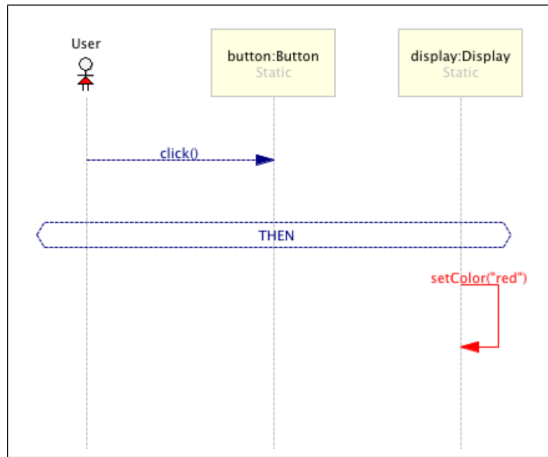 User
button:Button
Static
display:Display
Static
click()
THEN
setColor("red")